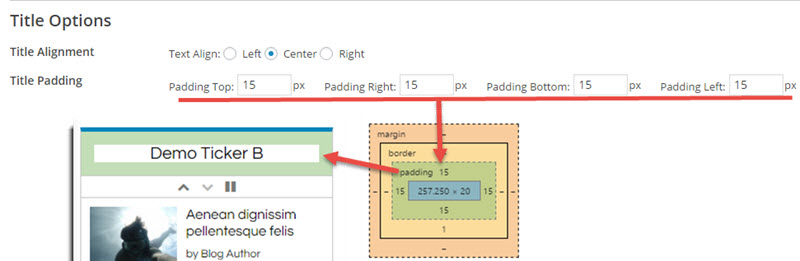 Title Options
Title Alignment
Text Align: Left Center Right
Title Padding
Padding Top: 15 px Padding Right: 15 px Padding Bottom: 15 px Padding Left: 15 px
Demo Ticker B
Aenean dignissim
pellentesque felis
by Blog Author
margin –
border
padding 15
– 15 257.250 × 20 15 –
15
1
–